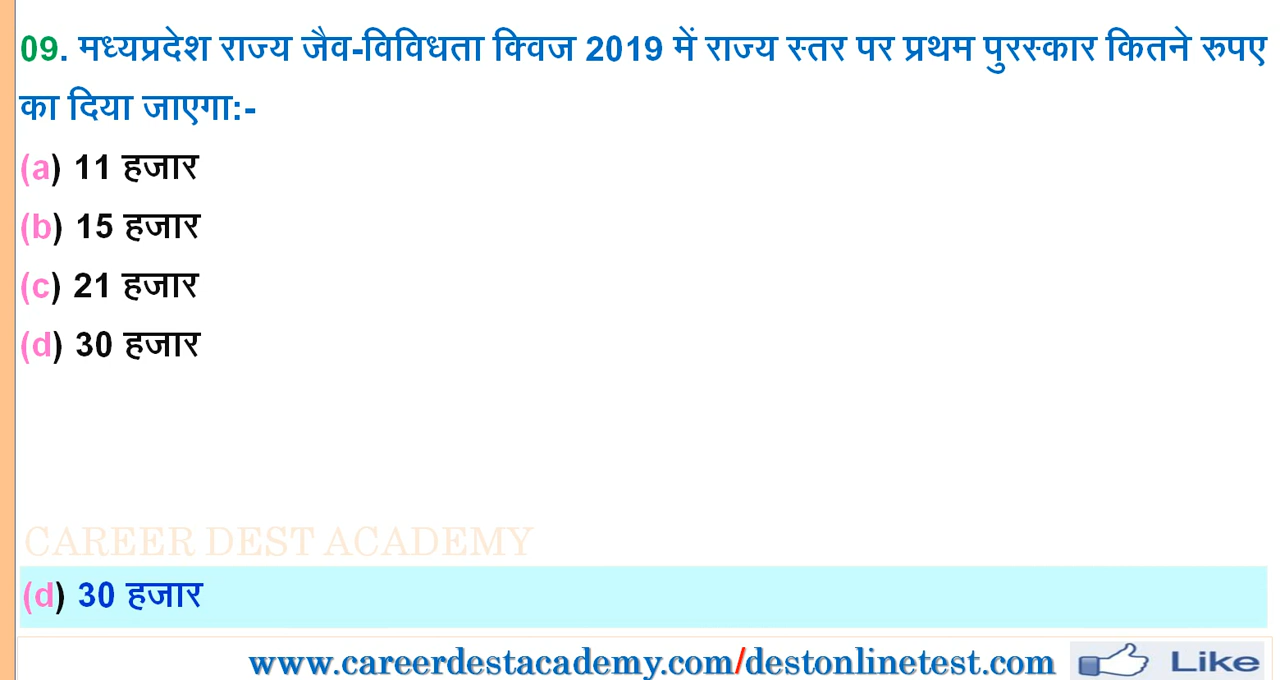 09. मध्यप्रदेश राज्य जैव-विविधता क्विज 2019 में राज्य स्तर पर प्रथम पुरस्कार कितने रुपए
का दिया जाएगा:-
(a) 11 हजार
(b) 15 हजार
(c) 21 हजार
(d) 30 हजार
CAREER DEST ACADEMY
(d) 30 हजार
www.careerdestacademy.com/destonlinetest.com Like